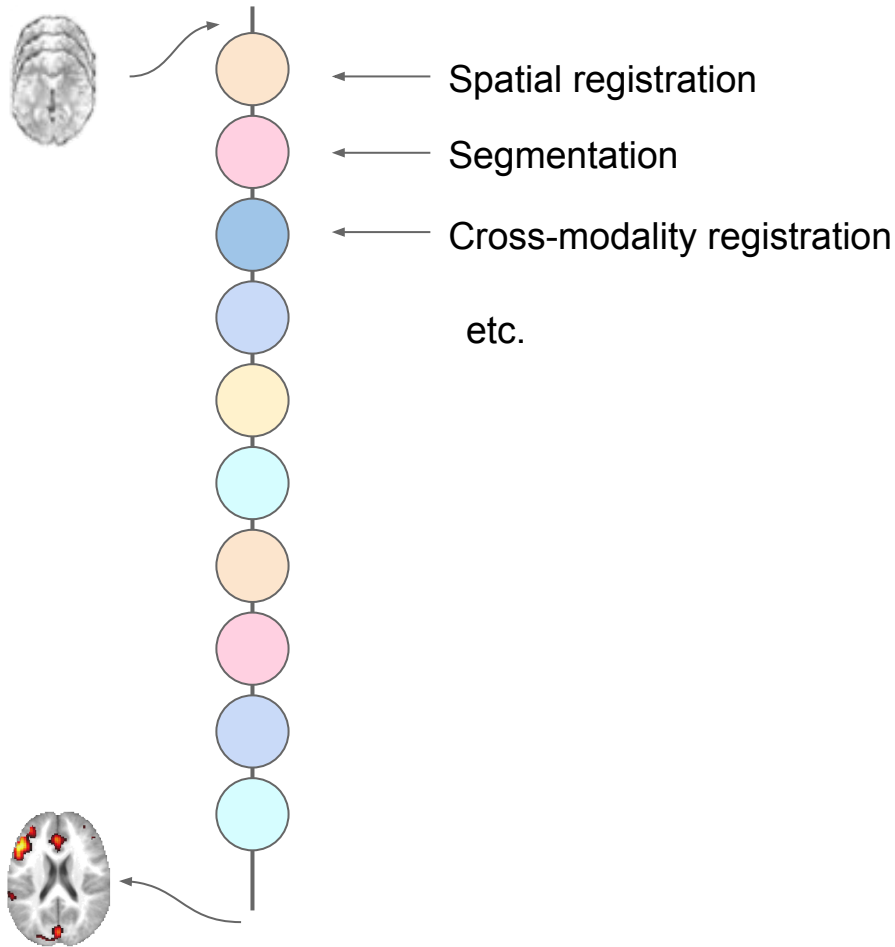 Spatial registration
Segmentation
Cross-modality registration
etc.